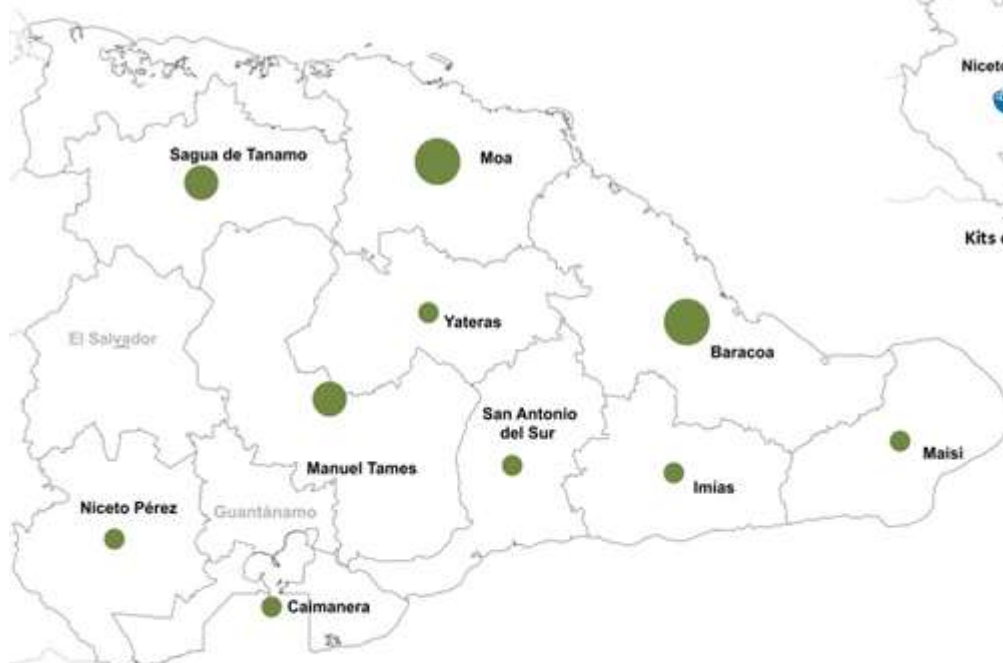 Niceto
Sagua de Tanamo
Moa
Kits
Yateras
El Salvador
Baracoa
San Antonio
del Sur
Maisi
Manuel Tames
Imias
Niceto Pérez
Guantánamo
Caimanera